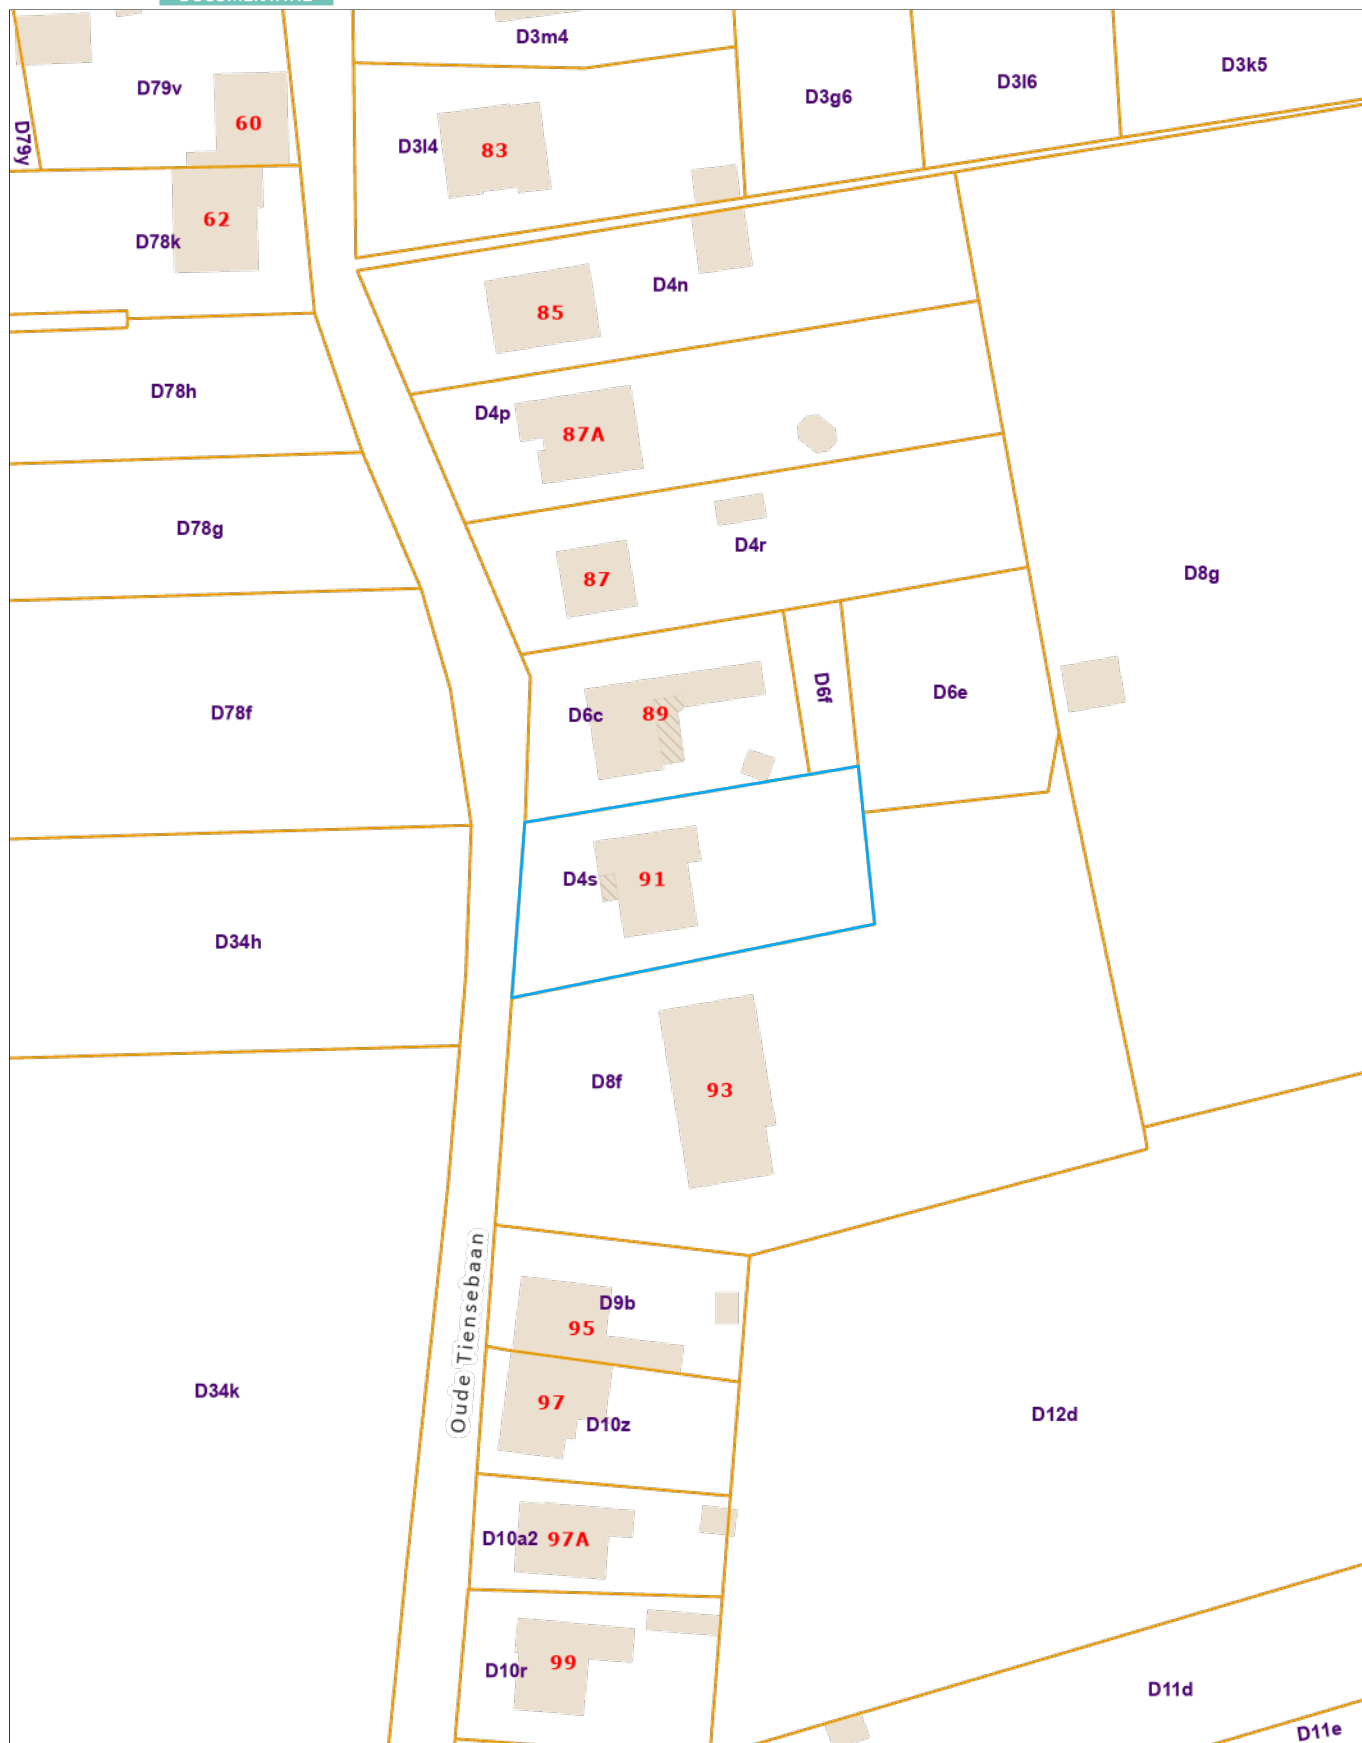 D3m4
D3k5
D3l6
D79v
D3g6
60
D79y
D3l4
83
62
D78k
D4n
85
D78h
D4p
87A
D78g
D4r
D8g
87
D6f
D6e
D78f
D6c
89
D4s
91
D34h
D8f
93
Oude Tiensebaan
D9b
95
D34k
97
D12d
D10z
D10a2
97A
99
D10r
D11d
D11e